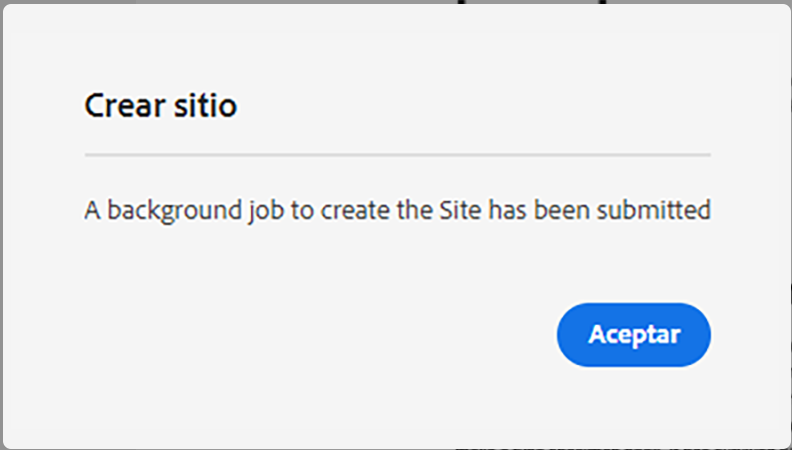 Crear sitio
A background job to create the Site has been submitted
Aceptar